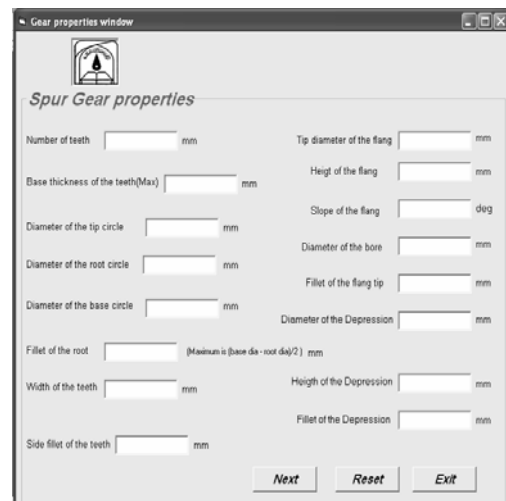 Gear properties window
Spur Gear properties
Number of teeth mm
Base thickness of the teeth(Max) mm
Diameter of the tip circle mm
Diameter of the root circle mm
Diameter of the base circle mm
Fillet of the root (Maximum is (base dia - root dia)/2 ) mm
Width of the teeth mm
Side fillet of the teeth mm
Tip diameter of the flang mm
Heigt of the flang mm
Slope of the flang deg
Diameter of the bore mm
Fillet of the flang tip mm
Diameter of the Depression mm
Heigth of the Depression mm
Fillet of the Depression mm
Next Reset Exit